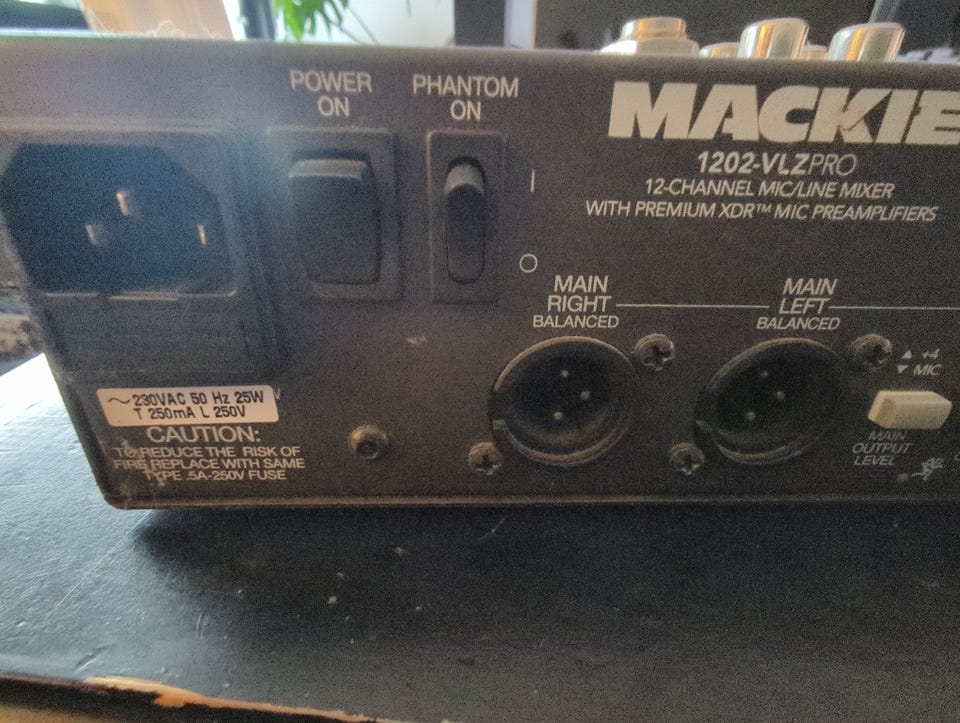 POWER
ON
PHANTOM
ON
MACKIE
1202-VLZPRO
12-CHANNEL MIC/LINE MIXER
WITH PREMIUM XDR™ MIC PREAMPLIFIERS
|
O
MAIN
RIGHT
BALANCED
MAIN
LEFT
BALANCED
▲ +4
▼ MIC
MAIN
OUTPUT
LEVEL
~ 230VAC 50 Hz 25W
T 250mA L 250V
CAUTION:
TO REDUCE THE RISK OF
FIRE REPLACE WITH SAME
TYPE .5A-250V FUSE